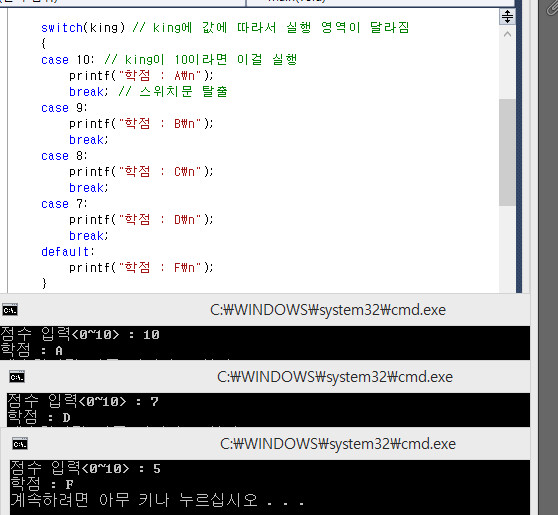 switch(king) // king에 값에 따라서 실행 영역이 달라짐
{
case 10: // king이 10이라면 이걸 실행
printf("학점 : A\n");
break; // 스위치문 탈출
case 9:
printf("학점 : B\n");
break;
case 8:
printf("학점 : C\n");
break;
case 7:
printf("학점 : D\n");
break;
default:
printf("학점 : F\n");
}
C:\WINDOWS\system32\cmd.exe
점수 입력<0~10> : 10
학점 : A
C:\WINDOWS\system32\cmd.exe
점수 입력<0~10> : 7
학점 : D
C:\WINDOWS\system32\cmd.exe
점수 입력<0~10> : 5
학점 : F
계속하려면 아무 키나 누르십시오 . . .